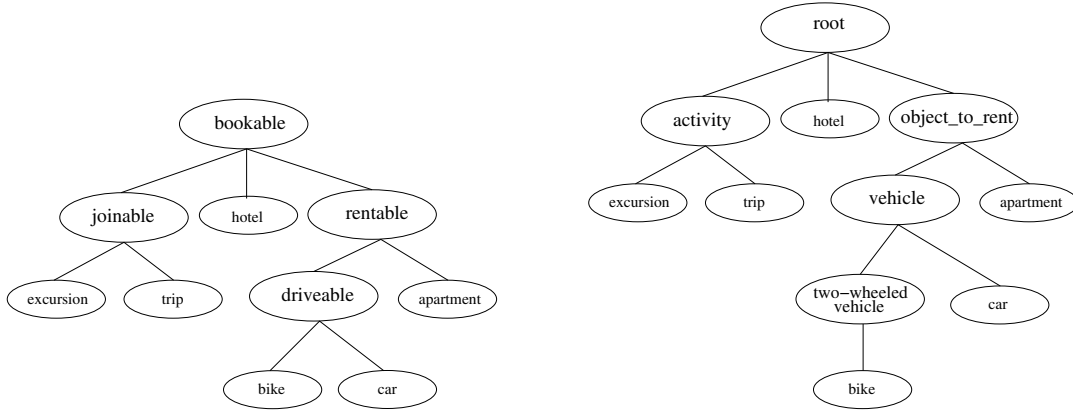 bookable
joinable
hotel
rentable
excursion
trip
driveable
apartment
bike
car
root
activity
hotel
object_to_rent
excursion
trip
vehicle
apartment
two-wheeled
vehicle
car
bike